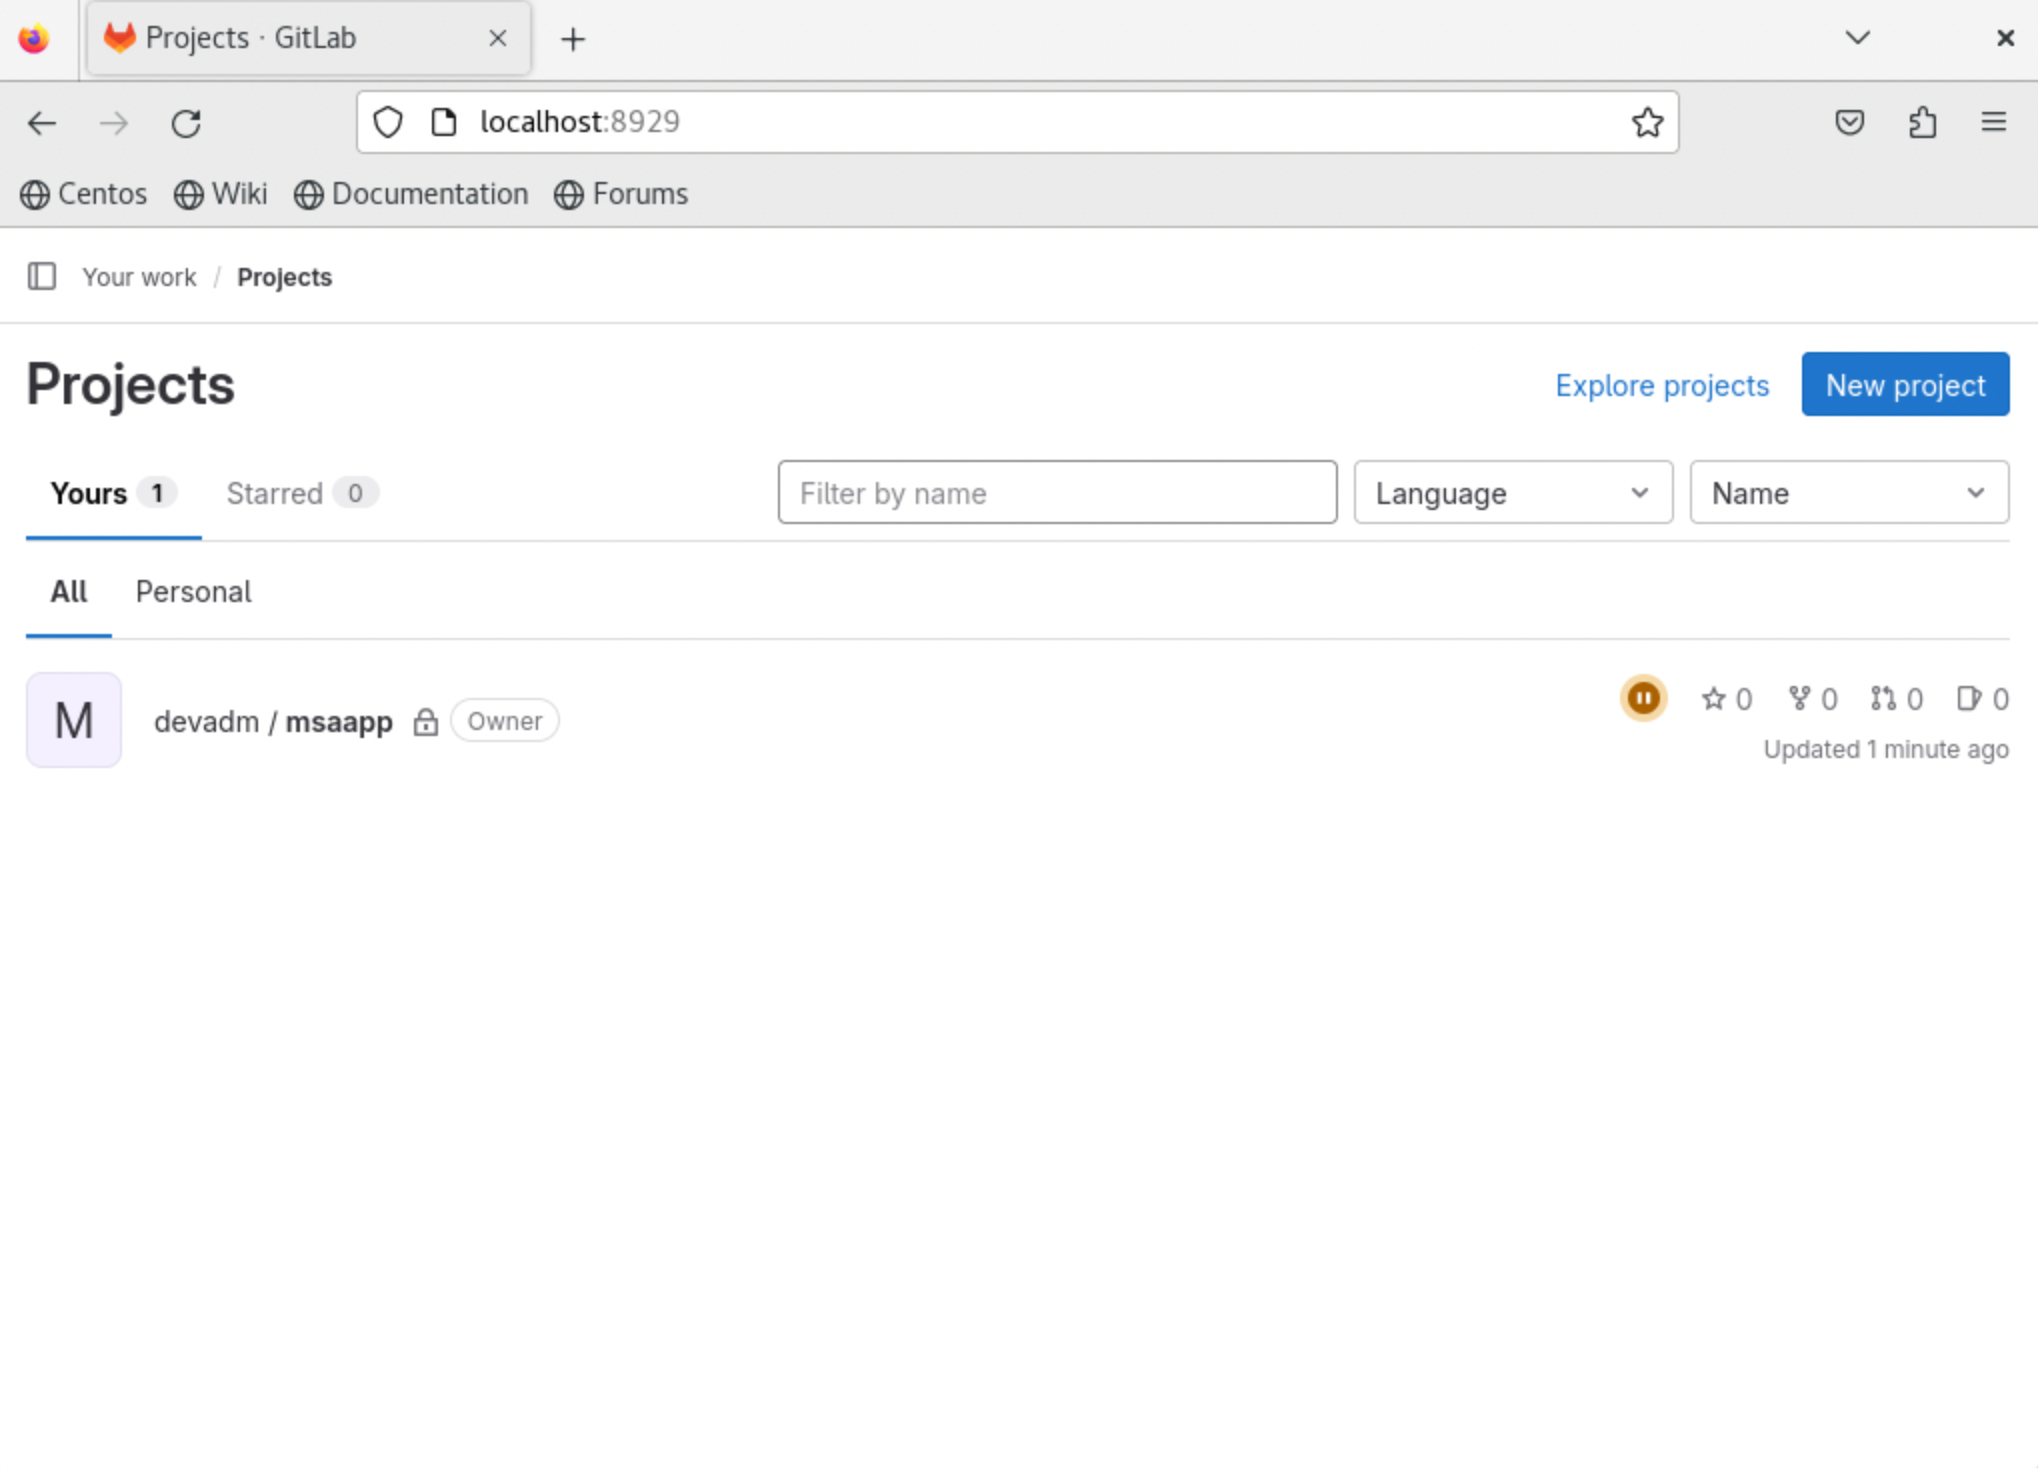 Projects · GitLab
localhost:8929
Centos Wiki Documentation Forums
Your work / Projects
Projects Explore projects New project
Yours 1 Starred 0 Filter by name Language Name
All Personal
M devadm / msaapp Owner 0 0 0 0
Updated 1 minute ago